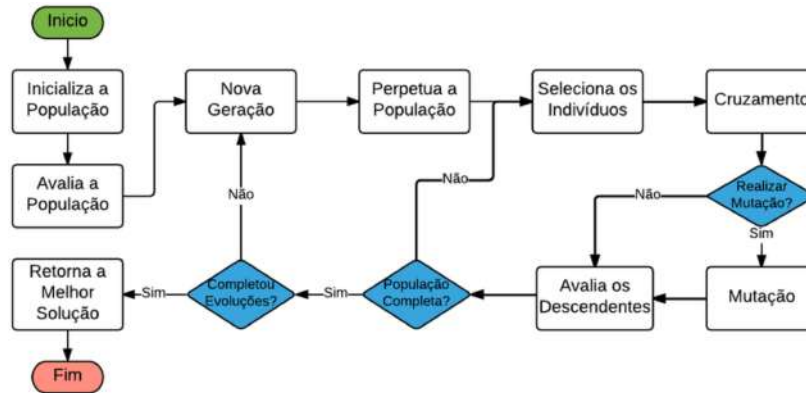 Inicio
Inicializa a
População
Avalia a
População
Nova
Geração
Perpetua a
População
Seleciona os
Indivíduos
Cruzamento
Realizar
Mutação?
Não
Sim
Mutação
Avalia os
Descendentes
População
Completa?
Não
Sim
Completou
Evoluções?
Não
Sim
Retorna a
Melhor
Solução
Fim